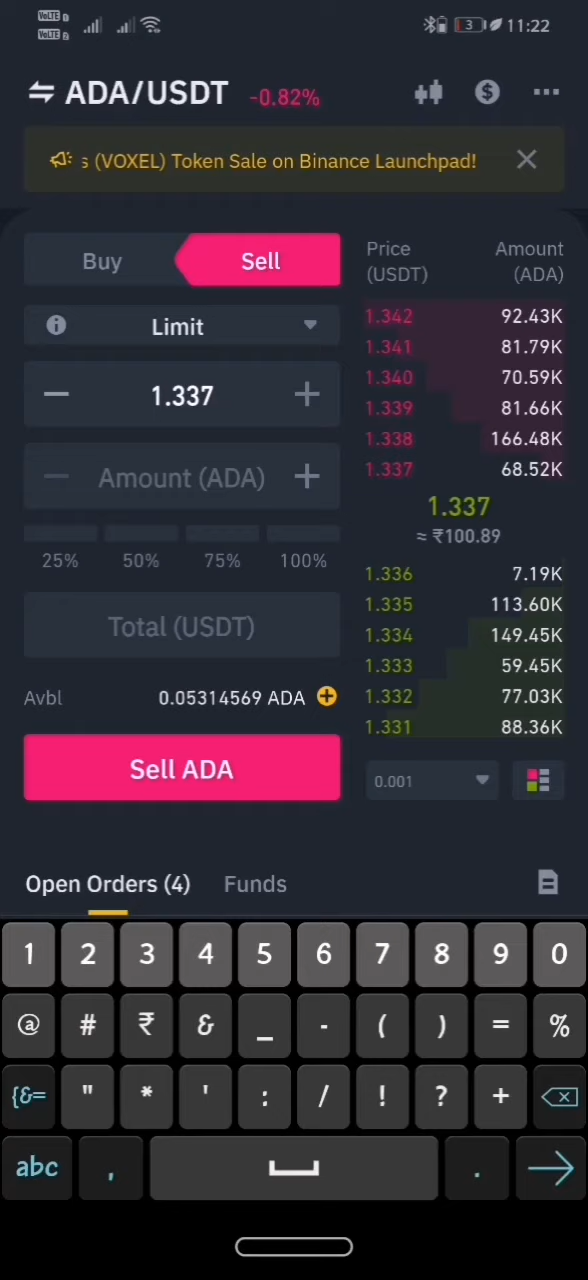 VoLTE 1
VoLTE 2
3
11:22
ADA/USDT -0.82%
s (VOXEL) Token Sale on Binance Launchpad!
Buy
Sell
Limit
1.337
Amount (ADA)
25% 50% 75% 100%
Total (USDT)
Avbl 0.05314569 ADA
Sell ADA
Price (USDT) Amount (ADA)
1.342 92.43K
1.341 81.79K
1.340 70.59K
1.339 81.66K
1.338 166.48K
1.337 68.52K
1.337
≈ ₹100.89
1.336 7.19K
1.335 113.60K
1.334 149.45K
1.333 59.45K
1.332 77.03K
1.331 88.36K
0.001
Open Orders (4) Funds
1 2 3 4 5 6 7 8 9 0
@ # ₹ & _ - ( ) = %
{&= " * ' : / ! ? +
abc , .